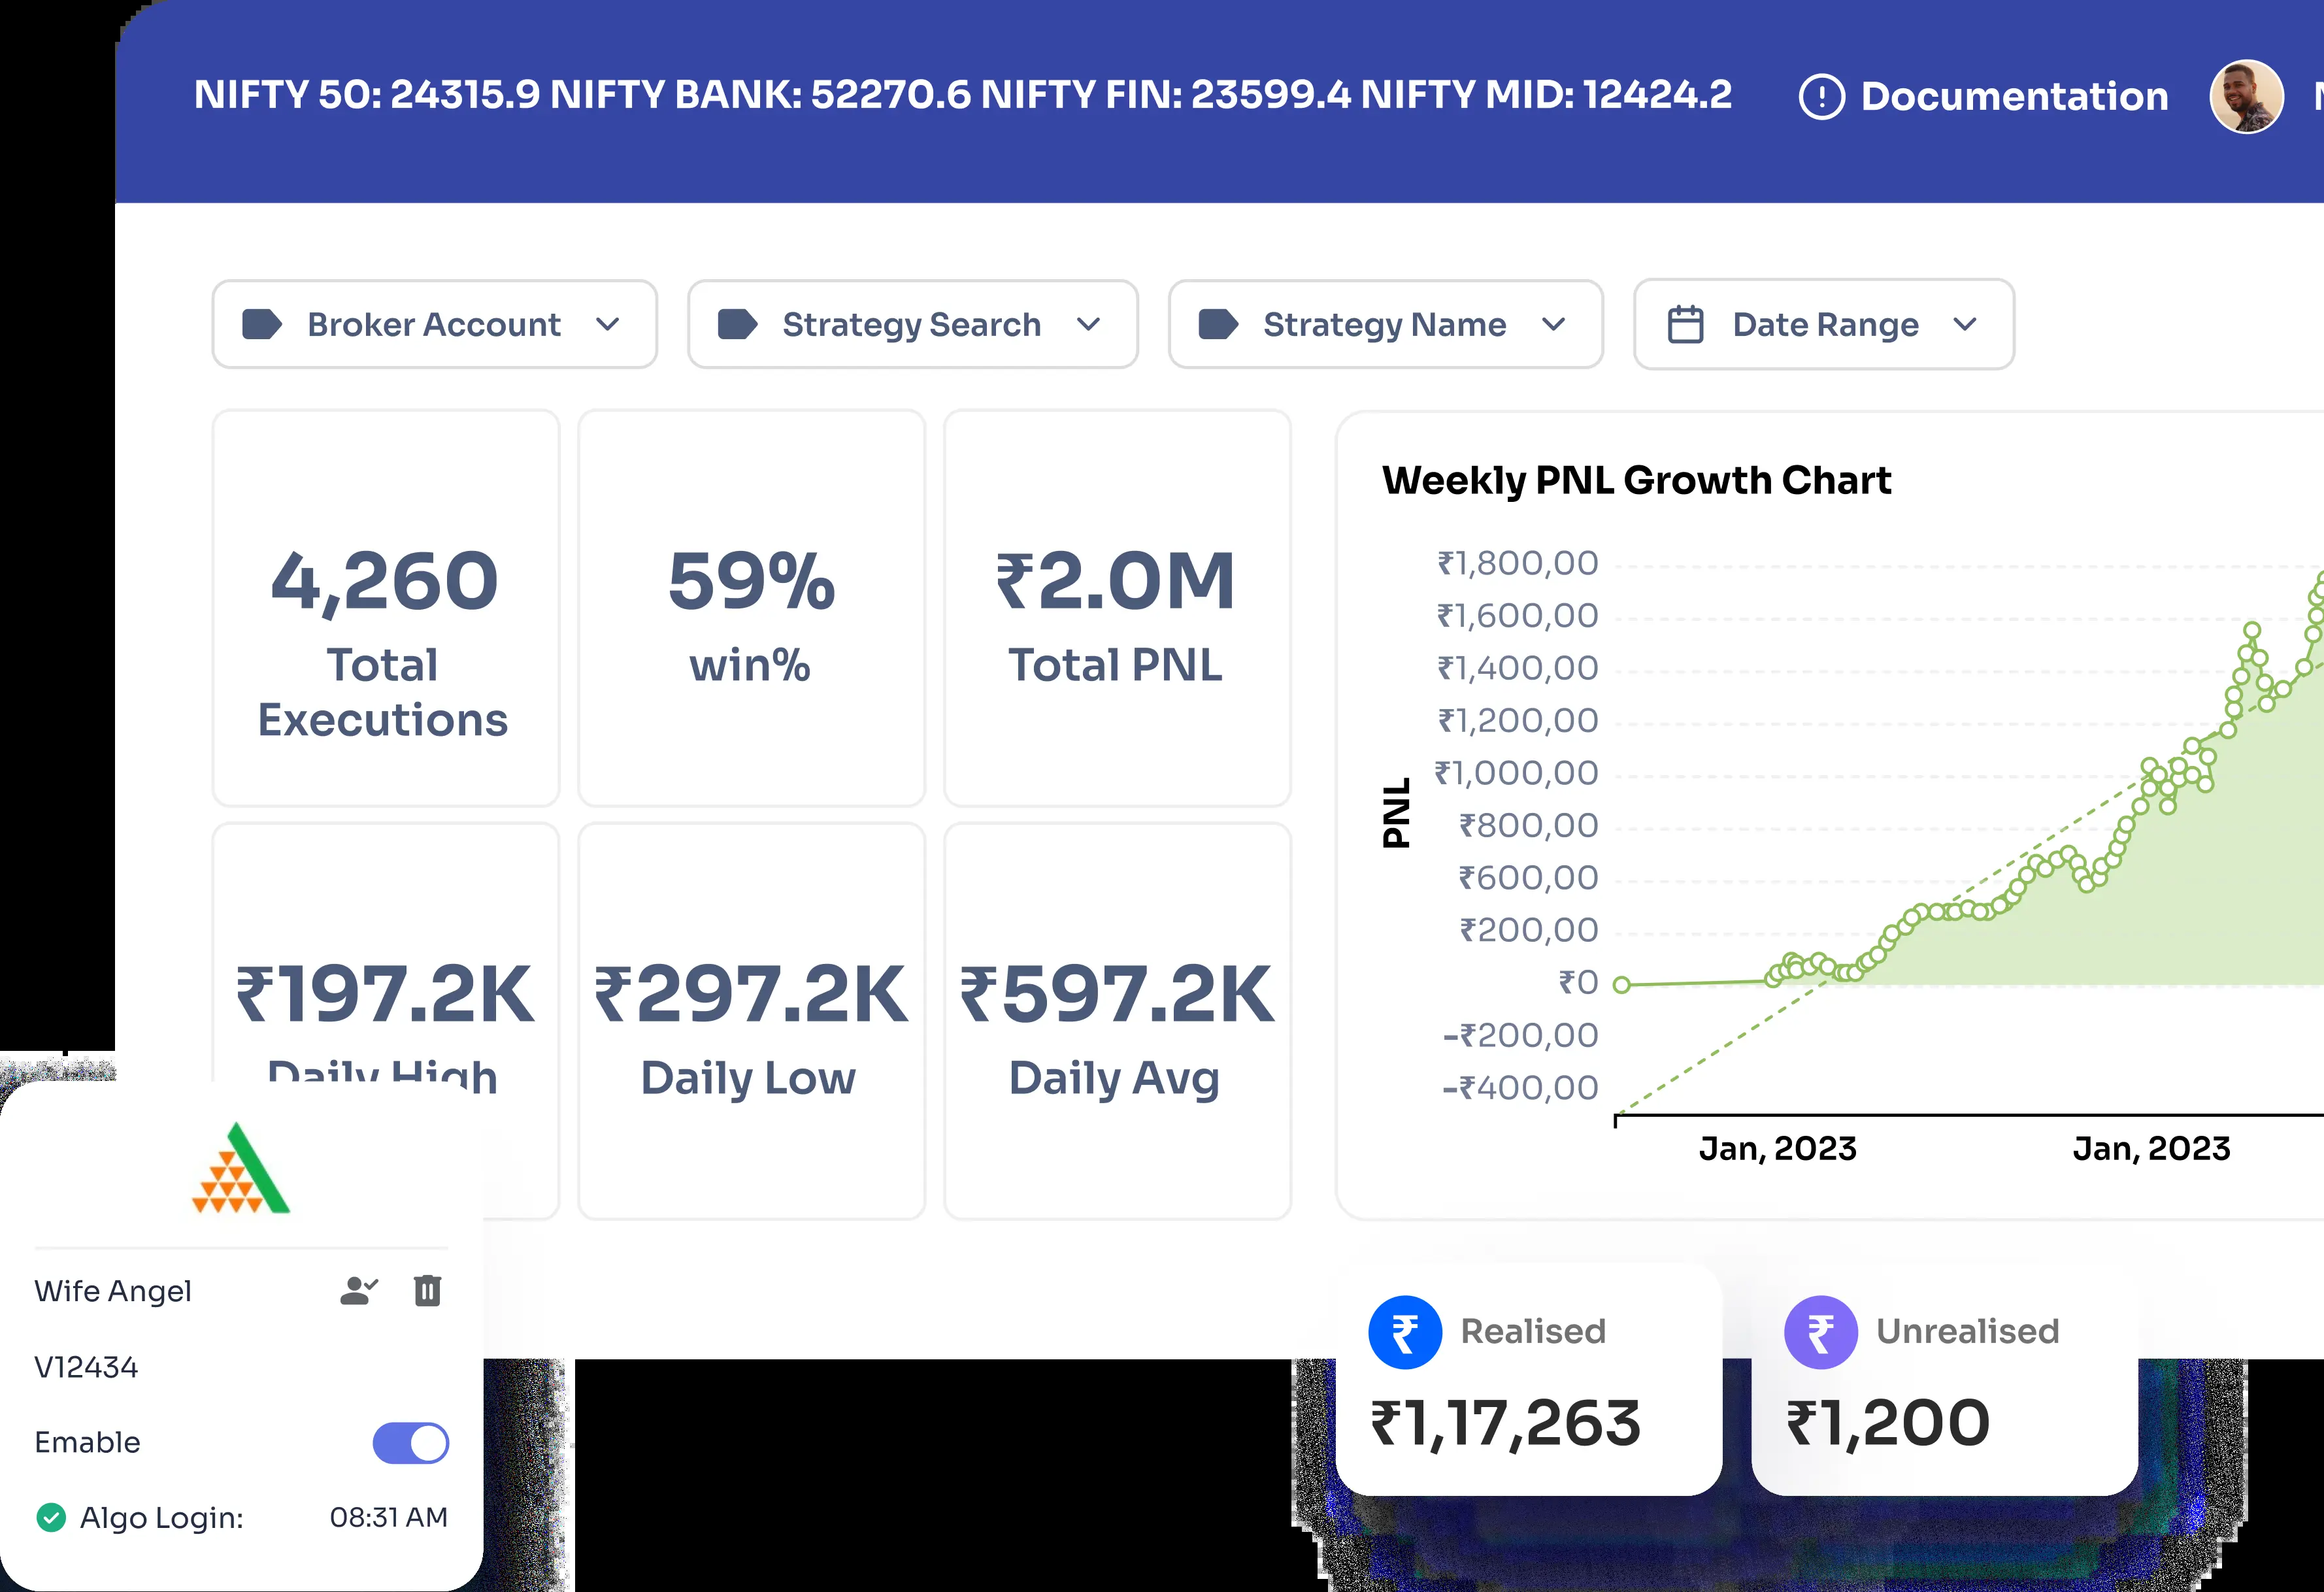 NIFTY 50: 24315.9 NIFTY BANK: 52270.6 NIFTY FIN: 23599.4 NIFTY MID: 12424.2
Documentation
Broker Account
Strategy Search
Strategy Name
Date Range
4,260
Total
Executions
59%
win%
₹2.0M
Total PNL
₹197.2K
Daily High
₹297.2K
Daily Low
₹597.2K
Daily Avg
Weekly PNL Growth Chart
PNL
₹1,800,00
₹1,600,00
₹1,400,00
₹1,200,00
₹1,000,00
₹800,00
₹600,00
₹200,00
₹0
-₹200,00
-₹400,00
Jan, 2023
Jan, 2023
Wife Angel
V12434
Emable
Algo Login:
08:31 AM
₹ Realised
₹1,17,263
₹ Unrealised
₹1,200